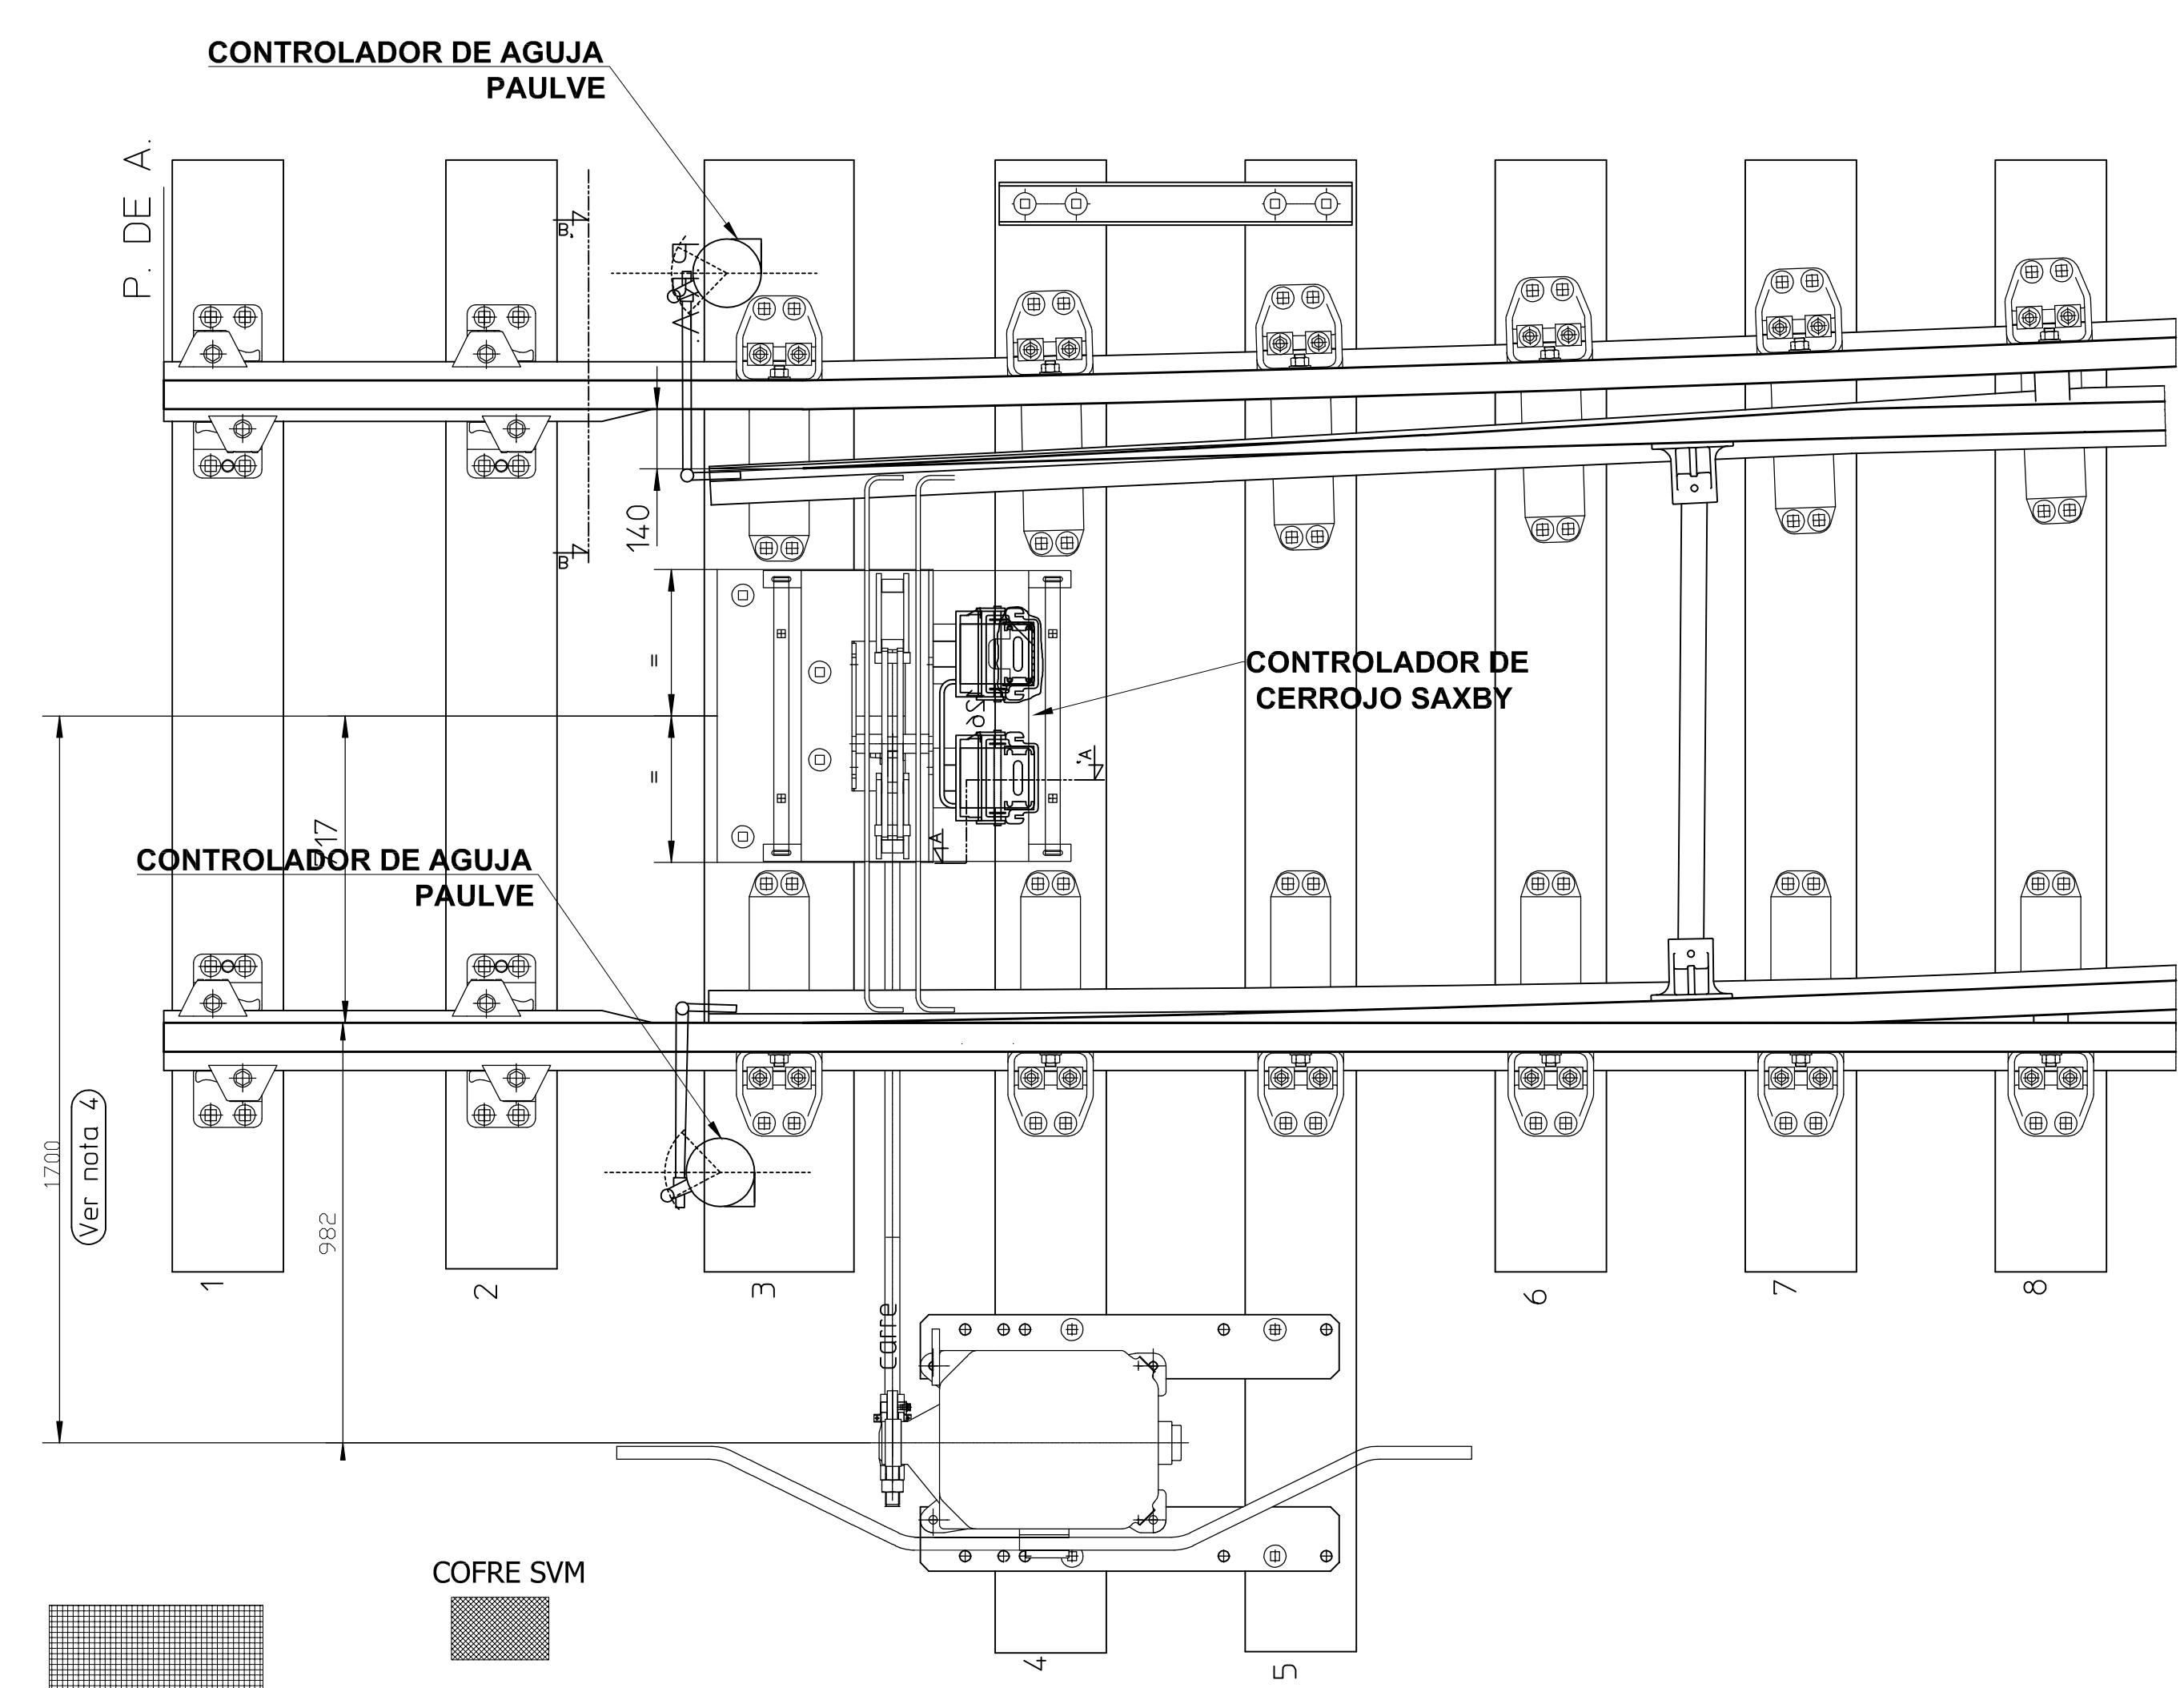 CONTROLADOR DE AGUJA
PAULVE
P. DE A.
B'
B
140
=
=
CONTROLADOR DE
CERROJO SAXBY
A'
A
717
CONTROLADOR DE AGUJA
PAULVE
1700
Ver nota 4
982
1
2
3
6
7
8
carre
COFRE SVM
4
5